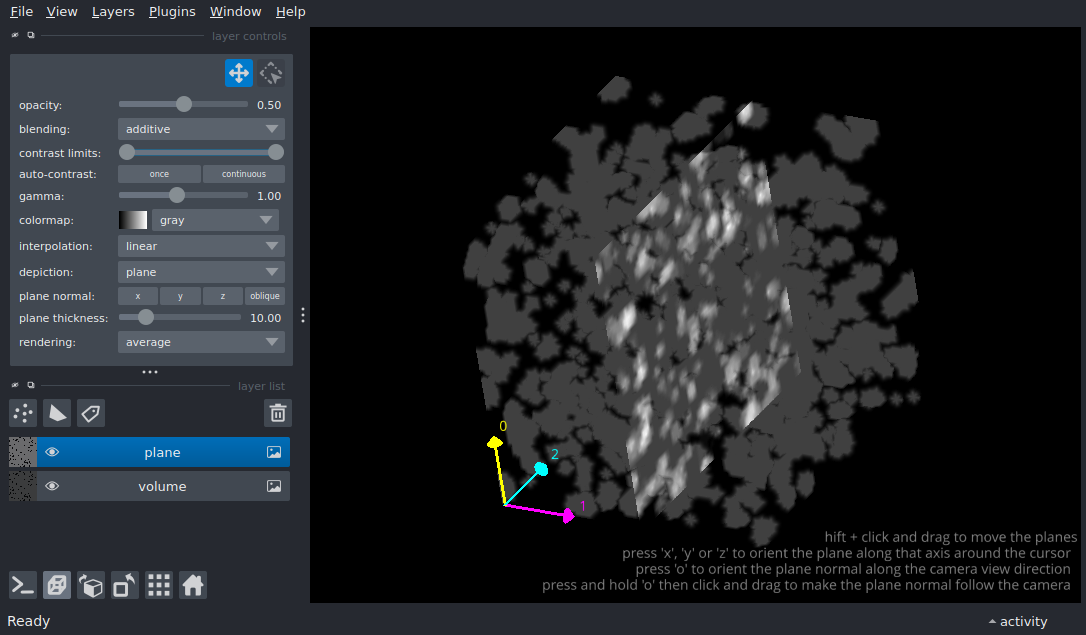 File View Layers Plugins Window Help
layer controls
opacity: 0.50
blending: additive
contrast limits:
auto-contrast: once continuous
gamma: 1.00
colormap: gray
interpolation: linear
depiction: plane
plane normal: x y z oblique
plane thickness: 10.00
rendering: average
layer list
plane
volume
0
2
1
hift + click and drag to move the planes
press 'x', 'y' or 'z' to orient the plane along that axis around the cursor
press 'o' to orient the plane normal along the camera view direction
press and hold 'o' then click and drag to make the plane normal follow the camera
Ready
activity